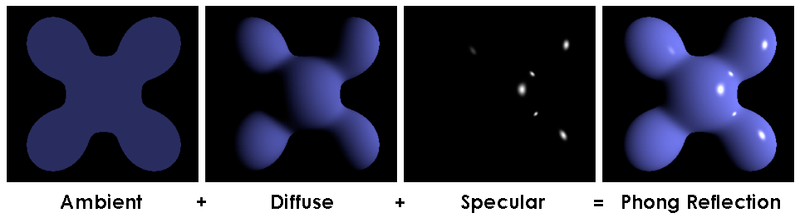 Ambient + Diffuse + Specular = Phong Reflection